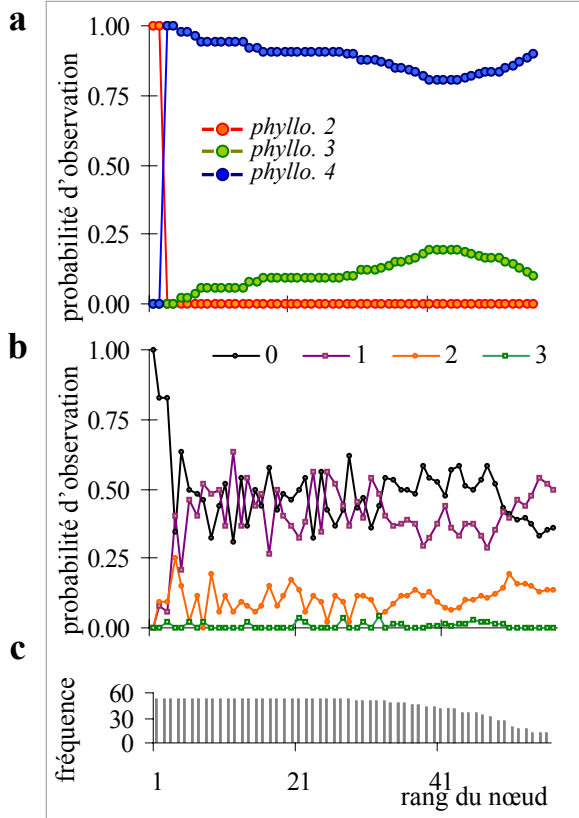 a
1.00
0.75
0.50
0.25
0.00
probabilité d'observation
phyllo. 2
phyllo. 3
phyllo. 4
b
0 1 2 3
1.00
0.75
0.50
0.25
0.00
probabilité d'observation
c
60
30
0
fréquence
1 21 41
rang du nœud